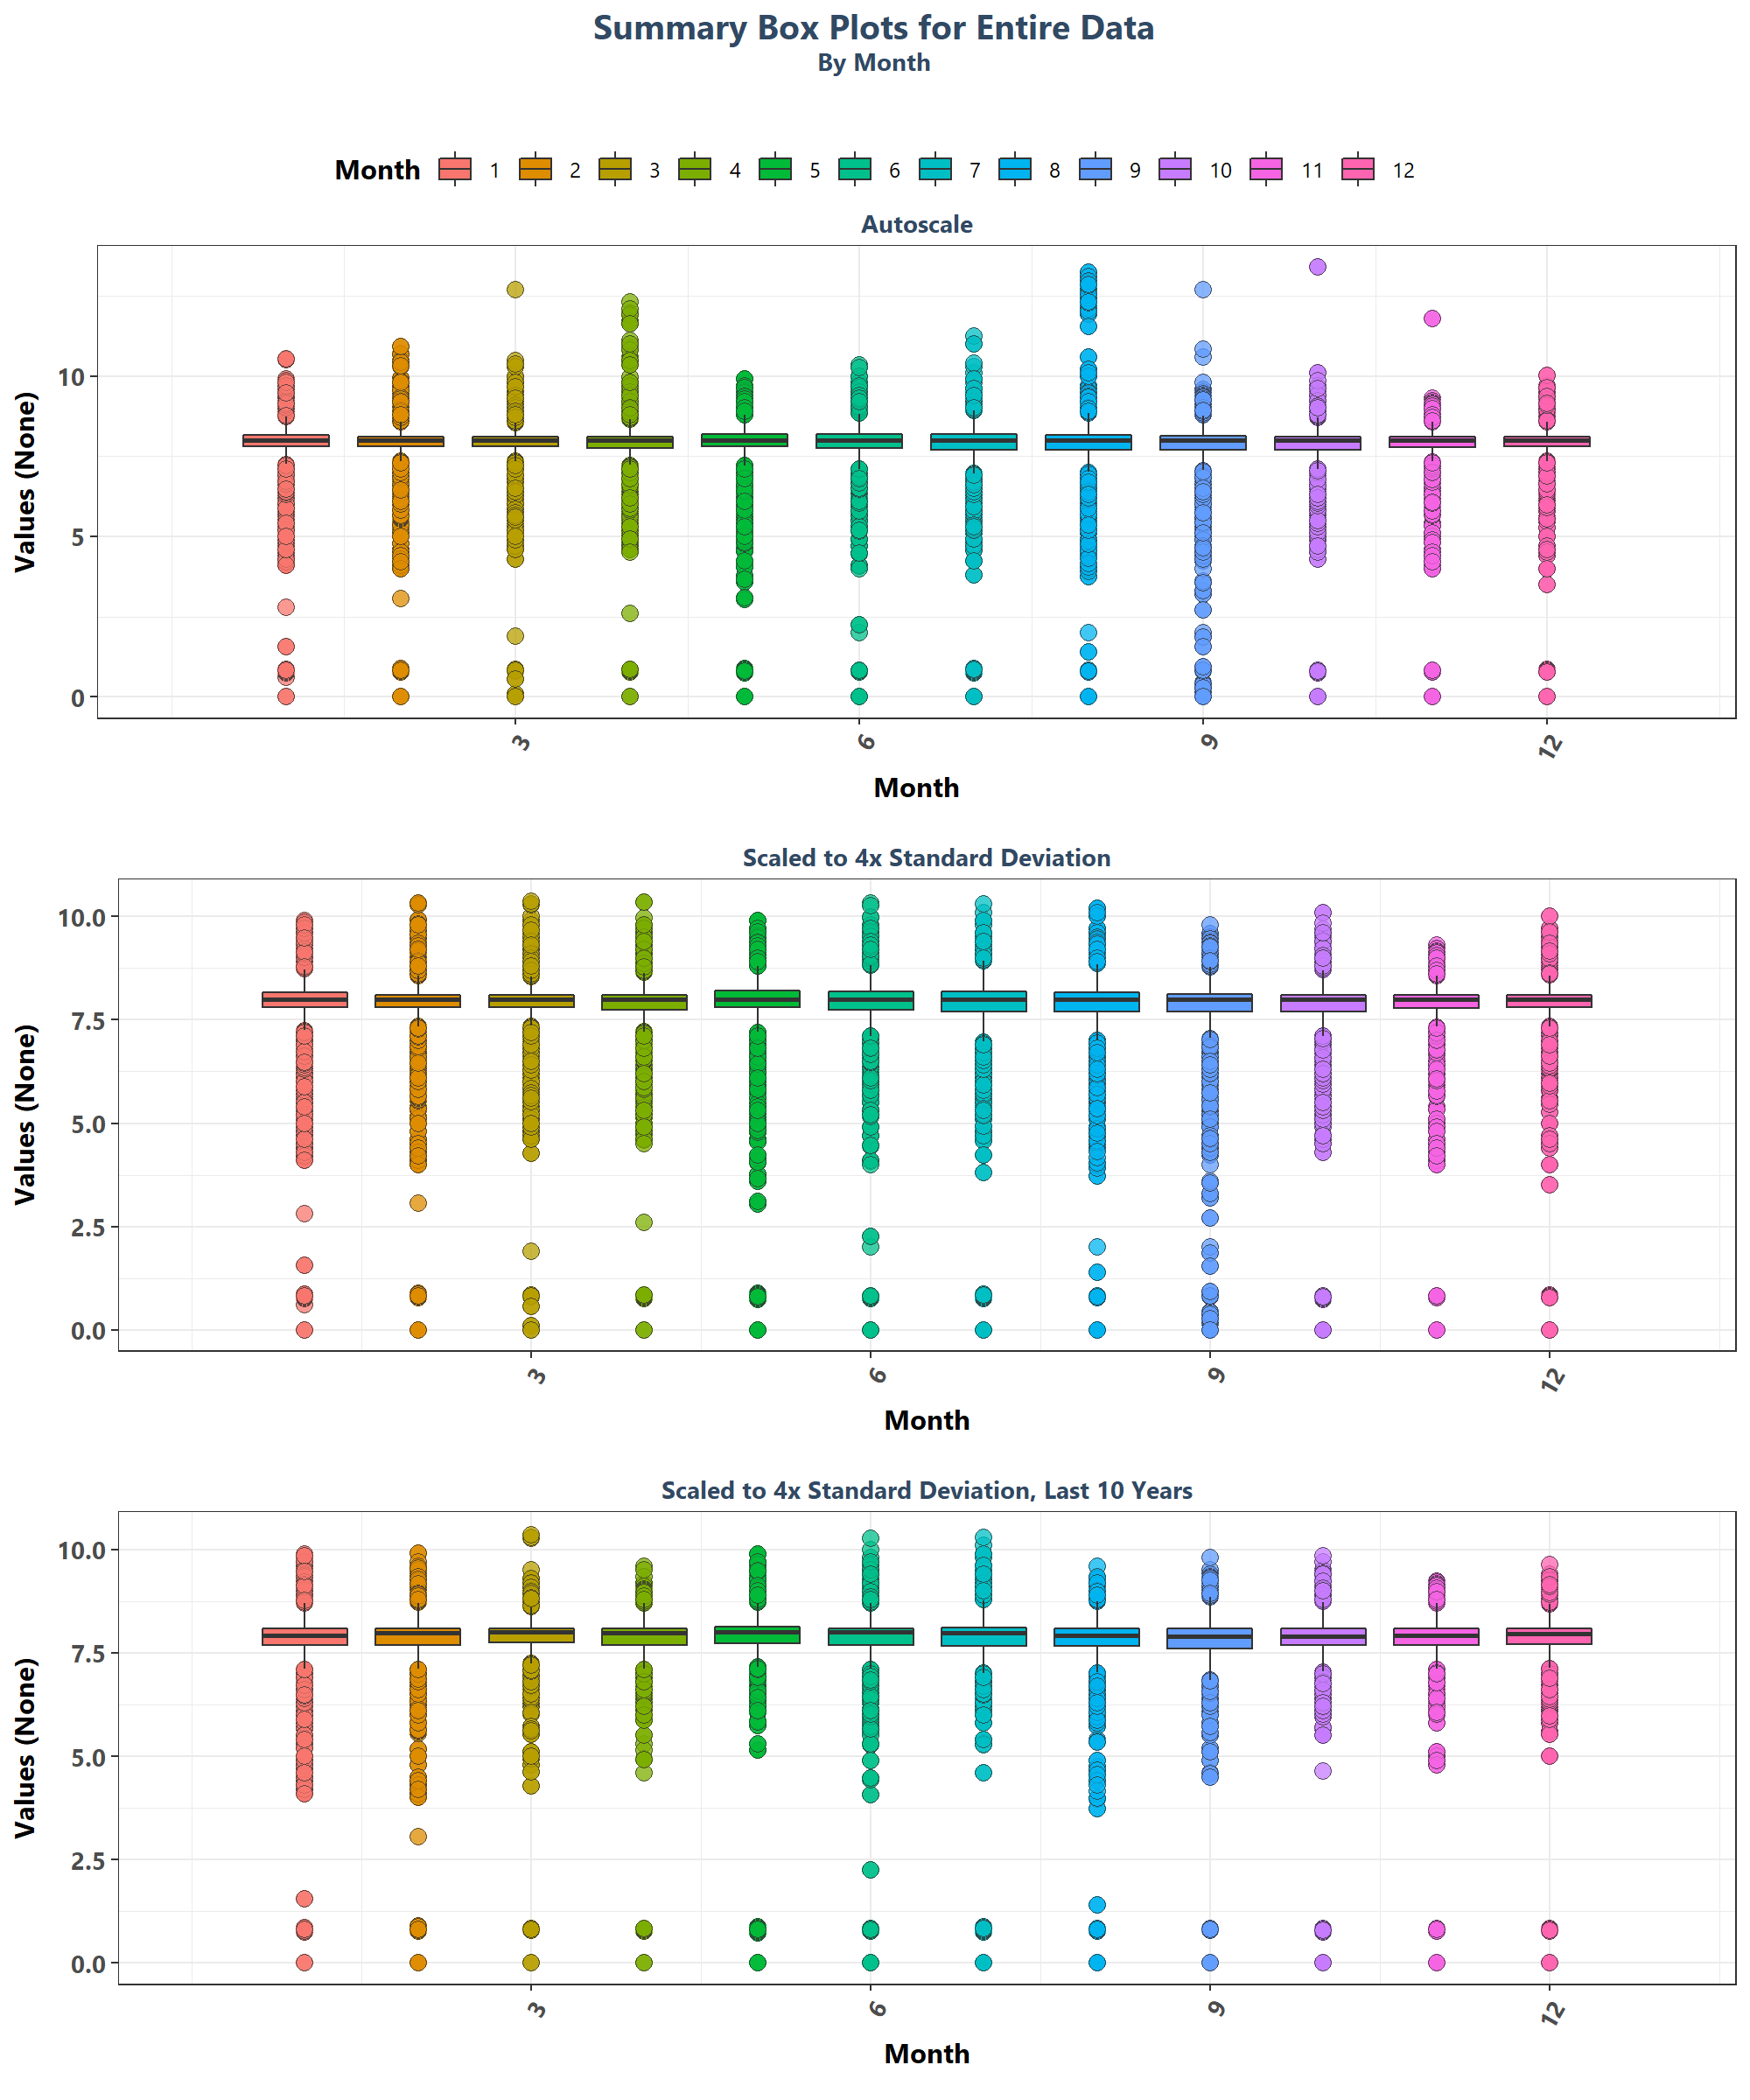 Summary Box Plots for Entire Data
By Month
Month 1 2 3 4 5 6 7 8 9 10 11 12
Autoscale
Values (None)
10
5
0
3 6 9 12
Month
Scaled to 4x Standard Deviation
Values (None)
10.0
7.5
5.0
2.5
0.0
3 6 9 12
Month
Scaled to 4x Standard Deviation, Last 10 Years
Values (None)
10.0
7.5
5.0
2.5
0.0
3 6 9 12
Month